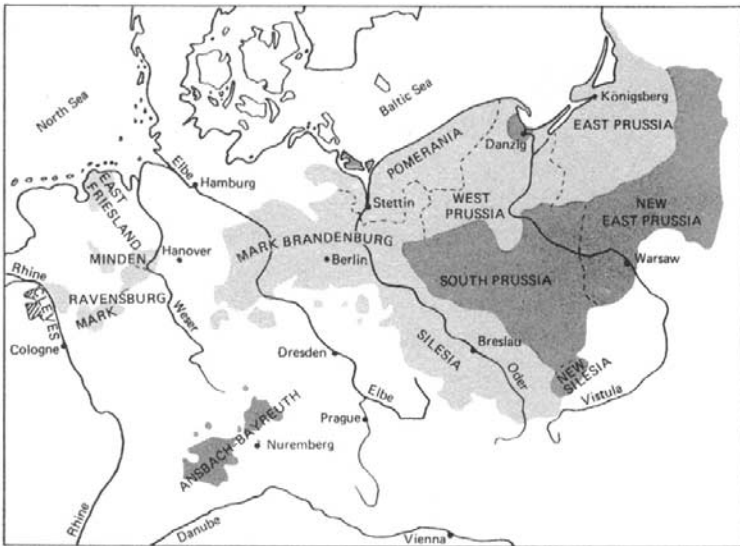 North Sea
Baltic Sea
Königsberg
EAST PRUSSIA
Danzig
POMERANIA
Elbe
Hamburg
EAST
FRIESLAND
Stettin
WEST
PRUSSIA
NEW
EAST PRUSSIA
MARK BRANDENBURG
Berlin
MINDEN
Hanover
Warsaw
SOUTH PRUSSIA
Rhine
CLEVES
RAVENSBURG
MARK
Weser
Cologne
Dresden
SILESIA
Breslau
Oder
NEW
SILESIA
Vistula
Elbe
Prague
ANSBACH-BAYREUTH
Nuremberg
Rhine
Danube
Vienna